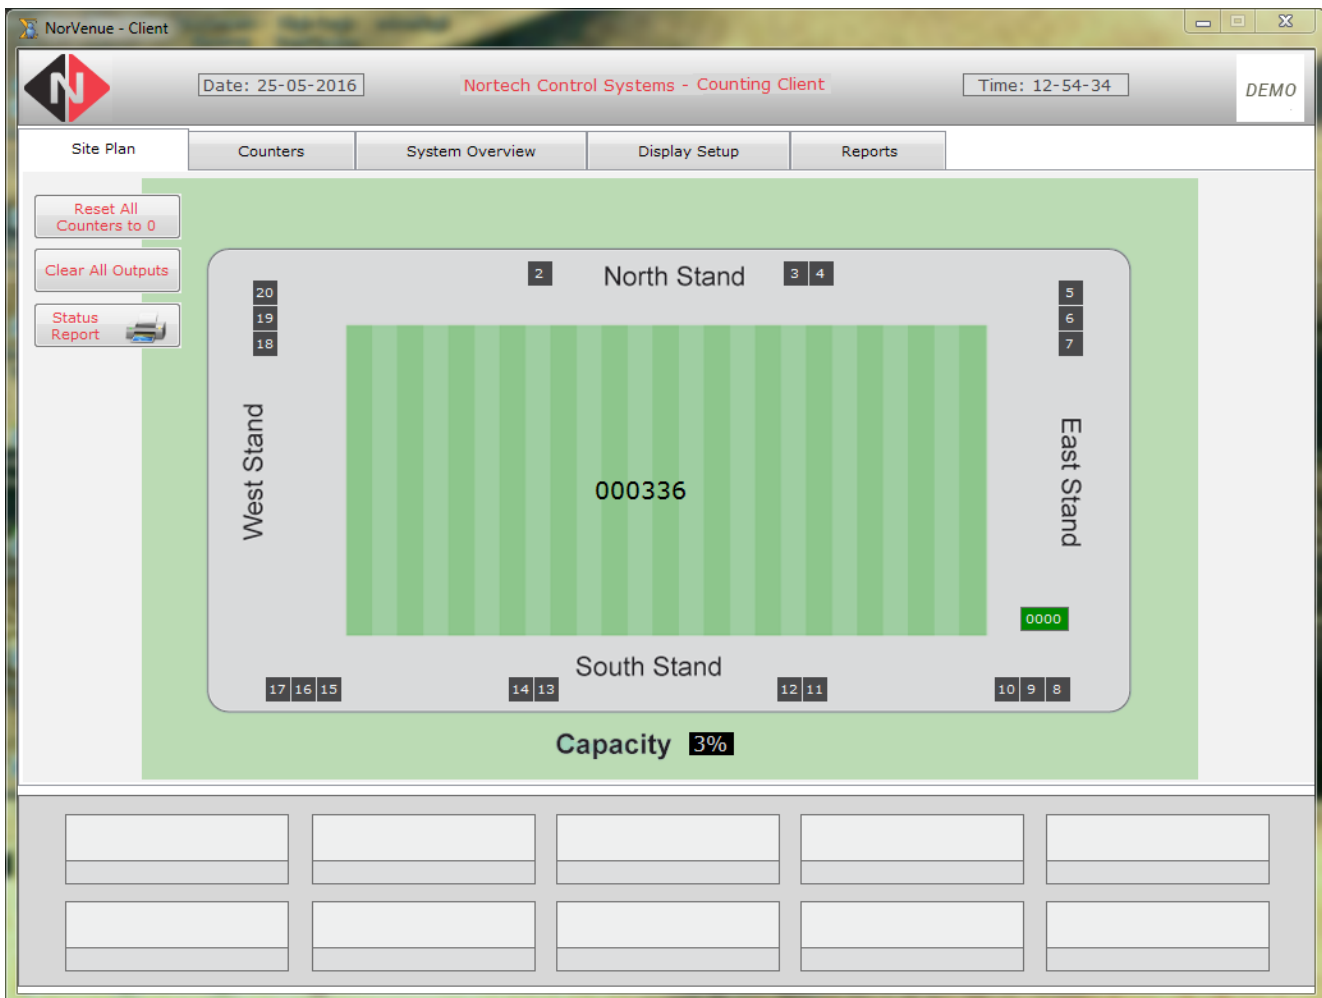 NorVenue - Client
N
Date: 25-05-2016
Nortech Control Systems - Counting Client
Time: 12-54-34
DEMO
Site Plan
Counters
System Overview
Display Setup
Reports
Reset All
Counters to 0
Clear All Outputs
Status
Report
2
North Stand
3 4
20
19
18
5
6
7
West Stand
000336
East Stand
0000
South Stand
17 16 15
14 13
12 11
10 9 8
Capacity 3%